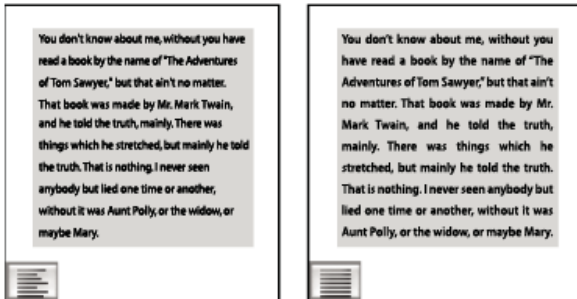 You don't know about me, without you have
read a book by the name of "The Adventures
of Tom Sawyer," but that ain't no matter.
That book was made by Mr. Mark Twain,
and he told the truth, mainly. There was
things which he stretched, but mainly he told
the truth. That is nothing. I never seen
anybody but lied one time or another,
without it was Aunt Polly, or the widow, or
maybe Mary.
You don't know about me, without you
have read a book by the name of "The
Adventures of Tom Sawyer," but that ain't
no matter. That book was made by Mr.
Mark Twain, and he told the truth,
mainly. There was things which he
stretched, but mainly he told the truth.
That is nothing. I never seen anybody but
lied one time or another, without it was
Aunt Polly, or the widow, or maybe Mary.